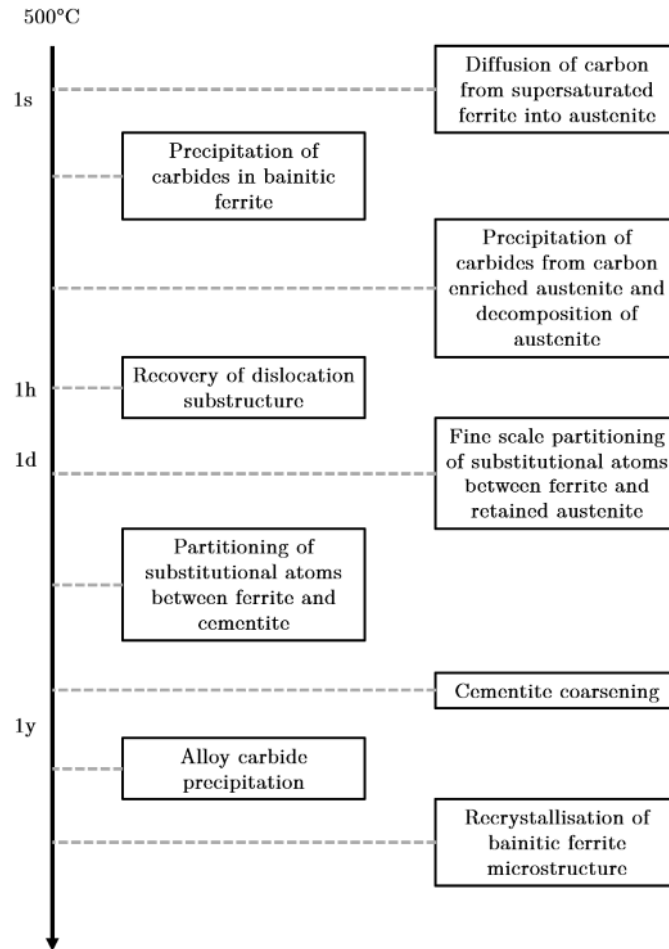 500°C
1s
Diffusion of carbon
from supersaturated
ferrite into austenite
Precipitation of
carbides in bainitic
ferrite
Precipitation of
carbides from carbon
enriched austenite and
decomposition of
austenite
1h
Recovery of dislocation
substructure
1d
Fine scale partitioning
of substitutional atoms
between ferrite and
retained austenite
Partitioning of
substitutional atoms
between ferrite and
cementite
Cementite coarsening
1y
Alloy carbide
precipitation
Recrystallisation of
bainitic ferrite
microstructure